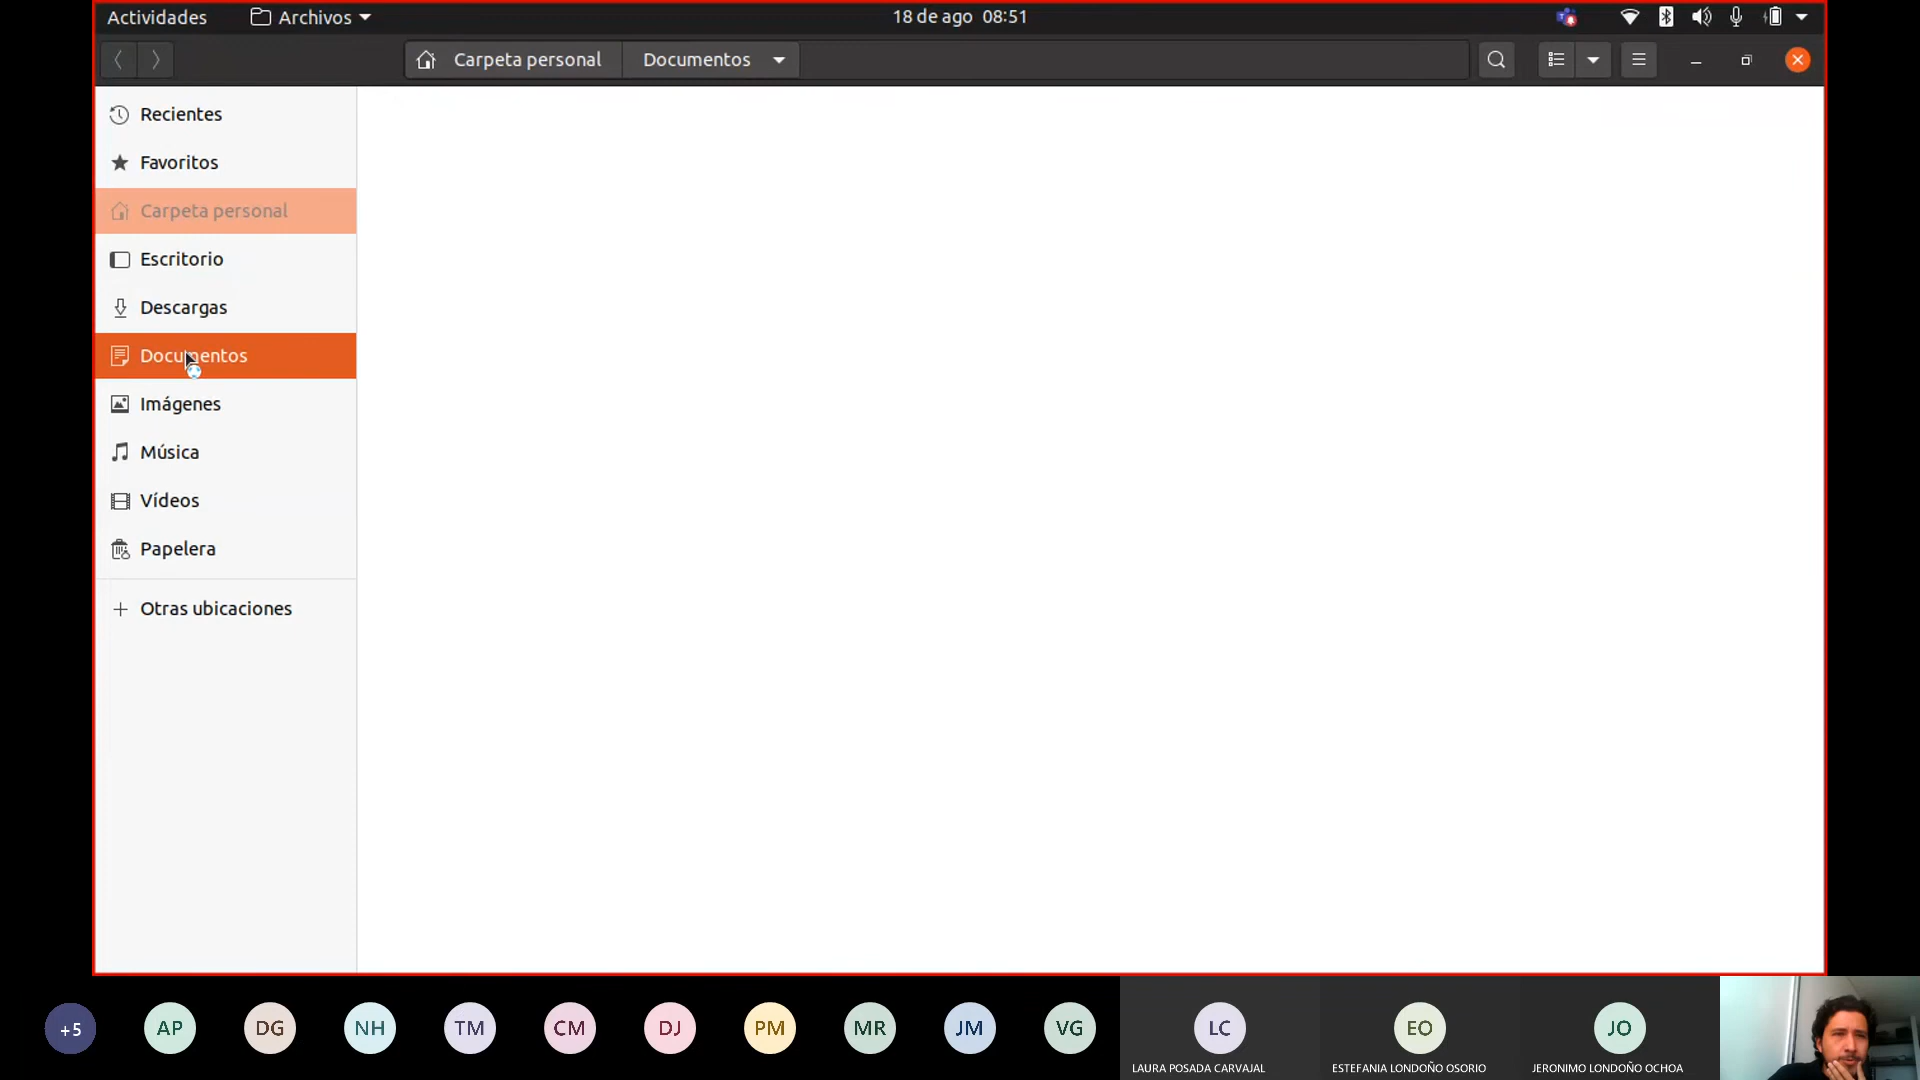 Actividades
Archivos
18 de ago 08:51
Carpeta personal
Documentos
Recientes
Favoritos
Carpeta personal
Escritorio
Descargas
Documentos
Imágenes
Música
Vídeos
Papelera
Otras ubicaciones
+5
AP
DG
NH
TM
CM
DJ
PM
MR
JM
VG
LC
EO
JO
LAURA POSADA CARVAJAL
ESTEFANIA LONDOÑO OSORIO
JERONIMO LONDOÑO OCHOA